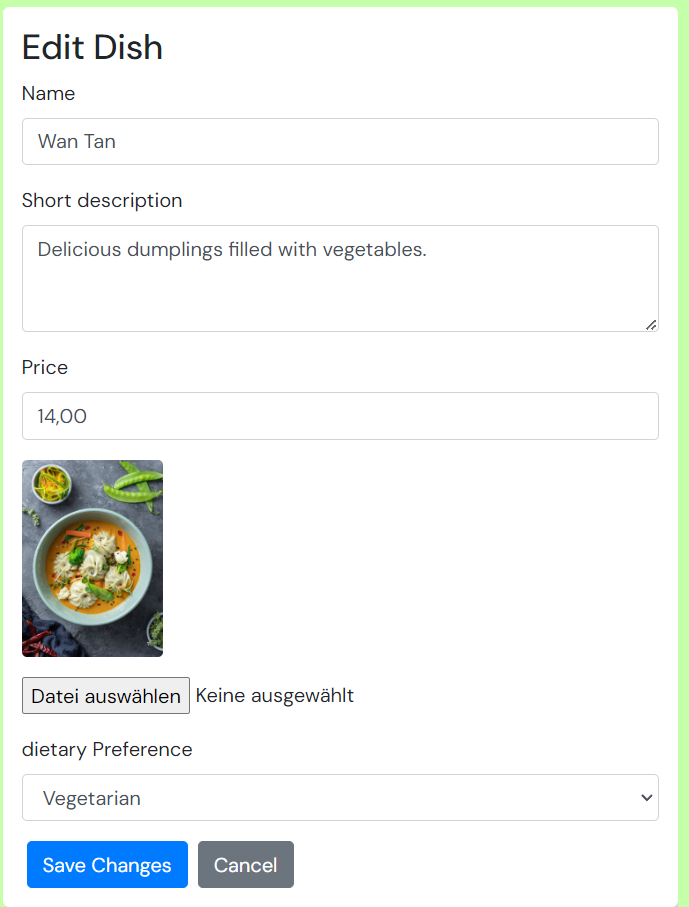 Edit Dish
Name
Wan Tan
Short description
Delicious dumplings filled with vegetables.
Price
14,00
Datei auswählen Keine ausgewählt
dietary Preference
Vegetarian
Save Changes Cancel